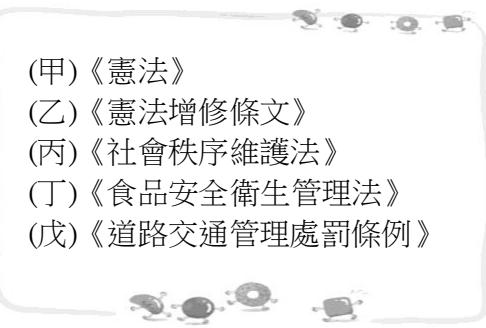 (甲)《憲法》
(乙)《憲法增修條文》
(丙)《社會秩序維護法》
(丁)《食品安全衛生管理法》
(戊)《道路交通管理處罰條例》